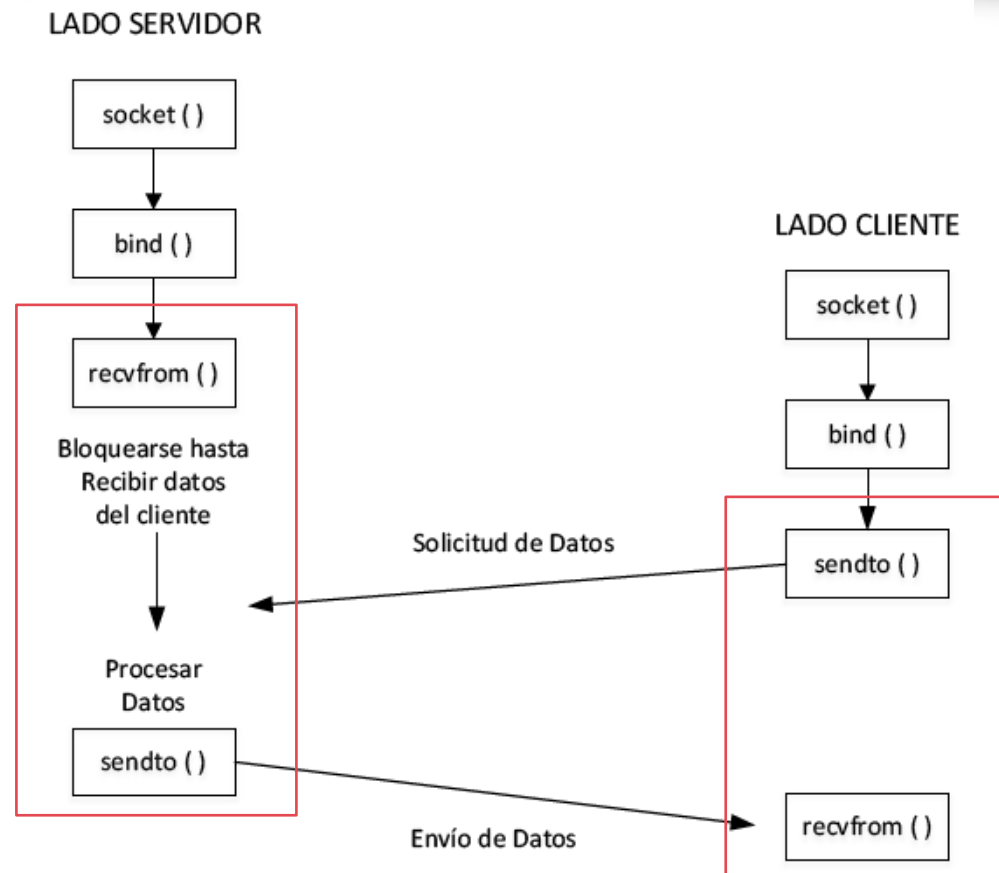 LADO SERVIDOR
socket ( )
bind ( )
recvfrom ( )
Bloquearse hasta
Recibir datos
del cliente
Procesar
Datos
sendto ( )
LADO CLIENTE
socket ( )
bind ( )
sendto ( )
recvfrom ( )
Solicitud de Datos
Envío de Datos